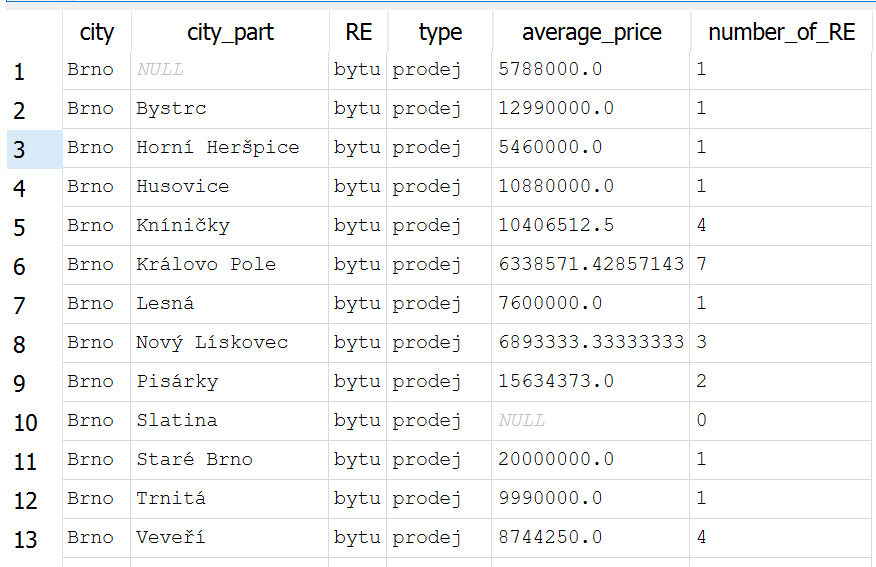 city city_part RE type average_price number_of_RE
1 Brno NULL bytu prodej 5788000.0 1
2 Brno Bystrc bytu prodej 12990000.0 1
3 Brno Horní Heršpice bytu prodej 5460000.0 1
4 Brno Husovice bytu prodej 10880000.0 1
5 Brno Kníničky bytu prodej 10406512.5 4
6 Brno Královo Pole bytu prodej 6338571.42857143 7
7 Brno Lesná bytu prodej 7600000.0 1
8 Brno Nový Lískovec bytu prodej 6893333.33333333 3
9 Brno Pisárky bytu prodej 15634373.0 2
10 Brno Slatina bytu prodej NULL 0
11 Brno Staré Brno bytu prodej 20000000.0 1
12 Brno Trnitá bytu prodej 9990000.0 1
13 Brno Veveří bytu prodej 8744250.0 4